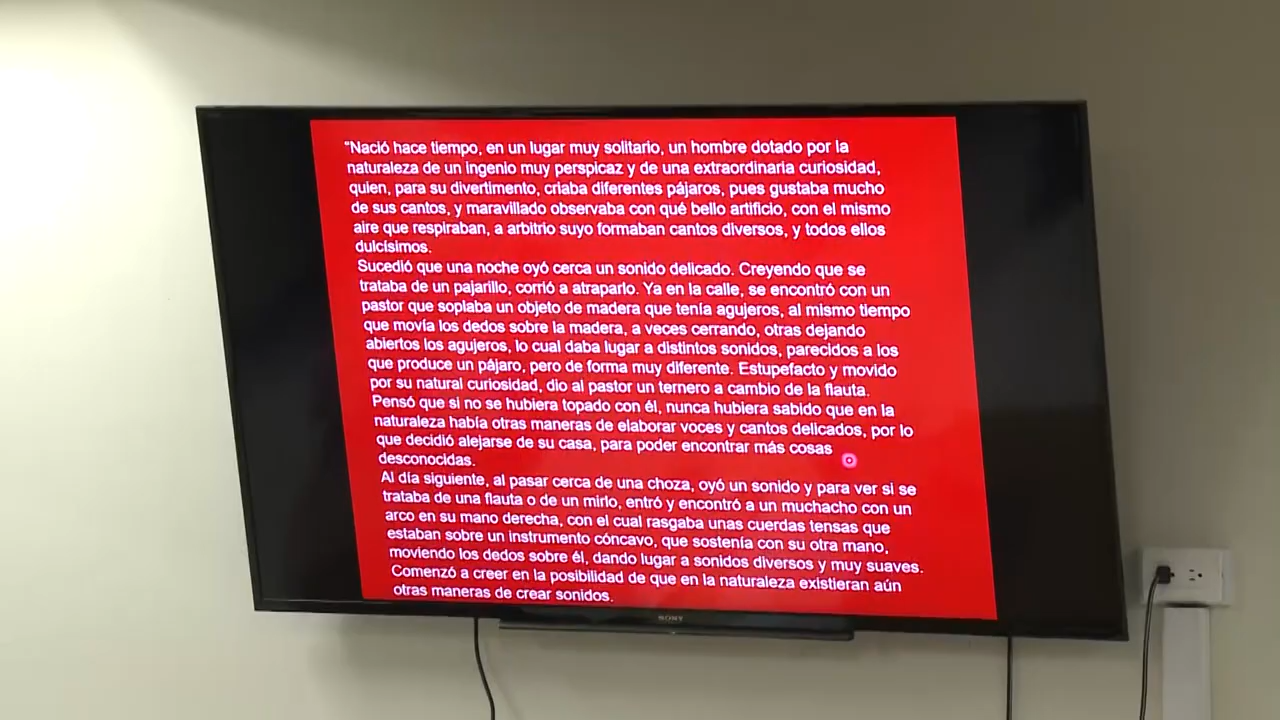 "Nació hace tiempo, en un lugar muy solitario, un hombre dotado por la
naturaleza de un ingenio muy perspicaz y de una extraordinaria curiosidad,
quien, para su divertimento, criaba diferentes pájaros, pues gustaba mucho
de sus cantos, y maravillado observaba con qué bello artificio, con el mismo
aire que respiraban, a arbitrio suyo formaban cantos diversos, y todos ellos
dulcísimos.
Sucedió que una noche oyó cerca un sonido delicado. Creyendo que se
trataba de un pajarillo, corrió a atraparlo. Ya en la calle, se encontró con un
pastor que soplaba un objeto de madera que tenía agujeros, al mismo tiempo
que movía los dedos sobre la madera, a veces cerrando, otras dejando
abiertos los agujeros, lo cual daba lugar a distintos sonidos, parecidos a los
que produce un pájaro, pero de forma muy diferente. Estupefacto y movido
por su natural curiosidad, dio al pastor un ternero a cambio de la flauta.
Pensó que si no se hubiera topado con él, nunca hubiera sabido que en la
naturaleza había otras maneras de elaborar voces y cantos delicados, por lo
que decidió alejarse de su casa, para poder encontrar más cosas
desconocidas.
Al día siguiente, al pasar cerca de una choza, oyó un sonido y para ver si se
trataba de una flauta o de un mirlo, entró y encontró a un muchacho con un
arco en su mano derecha, con el cual rasgaba unas cuerdas tensas que
estaban sobre un instrumento cóncavo, que sostenía con su otra mano,
moviendo los dedos sobre él, dando lugar a sonidos diversos y muy suaves.
Comenzó a creer en la posibilidad de que en la naturaleza existieran aún
otras maneras de crear sonidos.
SONY